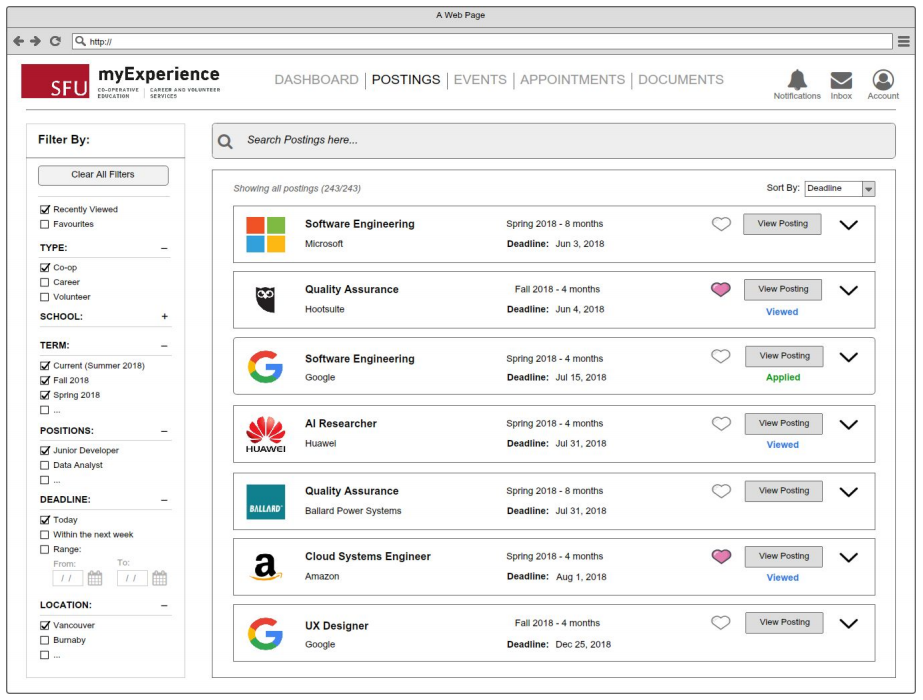 A Web Page
http://
SFU myExperience
CO-OPERATIVE EDUCATION | CAREER AND VOLUNTEER SERVICES
DASHBOARD | POSTINGS | EVENTS | APPOINTMENTS | DOCUMENTS
Notifications Inbox Account
Filter By:
Clear All Filters
Recently Viewed
Favourites
TYPE: –
Co-op
Career
Volunteer
SCHOOL: +
TERM: –
Current (Summer 2018)
Fall 2018
Spring 2018
...
POSITIONS: –
Junior Developer
Data Analyst
...
DEADLINE: –
Today
Within the next week
Range:
From: To:
/ / / /
LOCATION: –
Vancouver
Burnaby
...
Search Postings here...
Showing all postings (243/243) Sort By: Deadline
Software Engineering Spring 2018 - 8 months View Posting
Microsoft Deadline: Jun 3, 2018
Quality Assurance Fall 2018 - 4 months View Posting
Hootsuite Deadline: Jun 4, 2018 Viewed
Software Engineering Spring 2018 - 4 months View Posting
Google Deadline: Jul 15, 2018 Applied
AI Researcher Spring 2018 - 4 months View Posting
HUAWEI Huawei Deadline: Jul 31, 2018 Viewed
Quality Assurance Spring 2018 - 8 months View Posting
BALLARD Ballard Power Systems Deadline: Jul 31, 2018
Cloud Systems Engineer Spring 2018 - 4 months View Posting
a Amazon Deadline: Aug 1, 2018 Viewed
UX Designer Fall 2018 - 4 months View Posting
G Google Deadline: Dec 25, 2018